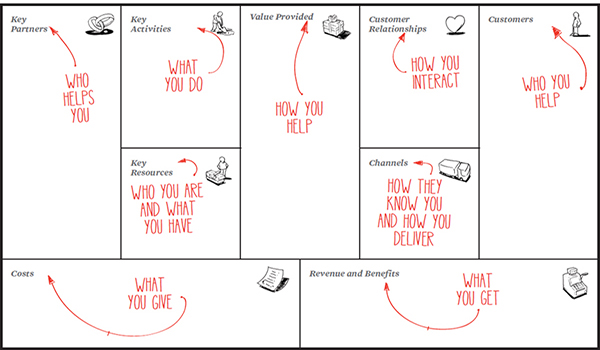 Key
Partners
WHO
HELPS
YOU
Key
Activities
WHAT
YOU DO
Key
Resources
WHO YOU ARE
AND WHAT
YOU HAVE
Value Provided
HOW YOU
HELP
Customer
Relationships
HOW YOU
INTERACT
Channels
HOW THEY
KNOW YOU
AND HOW YOU
DELIVER
Customers
WHO YOU
HELP
Costs
WHAT
YOU GIVE
Revenue and Benefits
WHAT
YOU GET